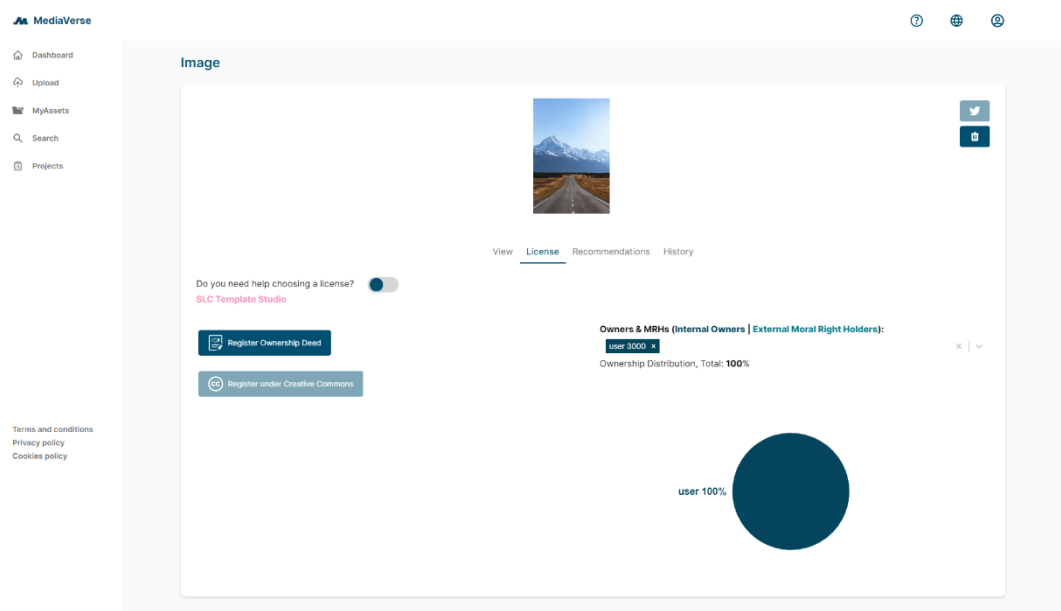 MediaVerse
Dashboard
Upload
MyAssets
Search
Projects
Terms and conditions
Privacy policy
Cookies policy
Image
View License Recommendations History
Do you need help choosing a license?
SLC Template Studio
Register Ownership Deed
cc Register under Creative Commons
Owners & MRHs (Internal Owners | External Moral Right Holders):
user 3000 ×
Ownership Distribution, Total: 100%
user 100%